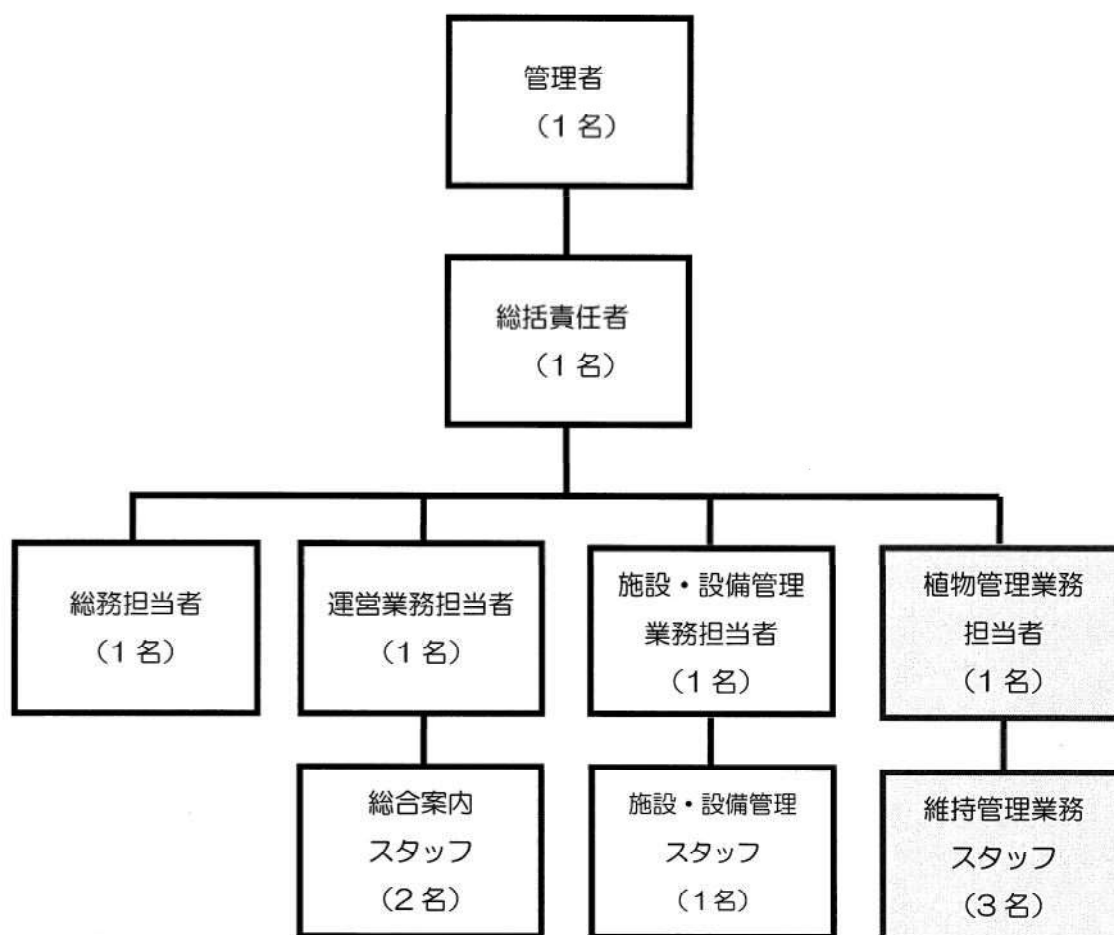 管理者
（1名）
総括責任者
（1名）
総務担当者
（1名）
運営業務担当者
（1名）
施設・設備管理
業務担当者
（1名）
植物管理業務
担当者
（1名）
総合案内
スタッフ
（2名）
施設・設備管理
スタッフ
（1名）
維持管理業務
スタッフ
（3名）